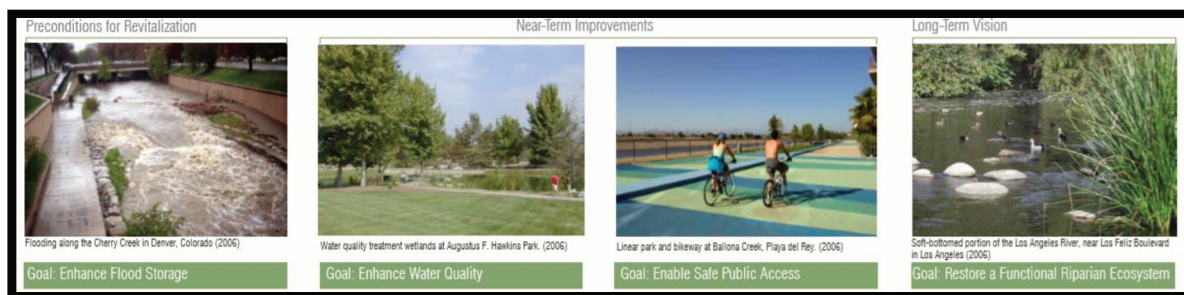 Preconditions for Revitalization
Near-Term Improvements
Long-Term Vision
Flooding along the Cherry Creek in Denver, Colorado (2006)
Water quality treatment wetlands at Augustus F. Hawkins Park. (2006)
Linear park and bikeway at Ballona Creek, Playa del Rey. (2006)
Soft-bottomed portion of the Los Angeles River, near Los Feliz Boulevard
in Los Angeles (2006)
Goal: Enhance Flood Storage
Goal: Enhance Water Quality
Goal: Enable Safe Public Access
Goal: Restore a Functional Riparian Ecosystem